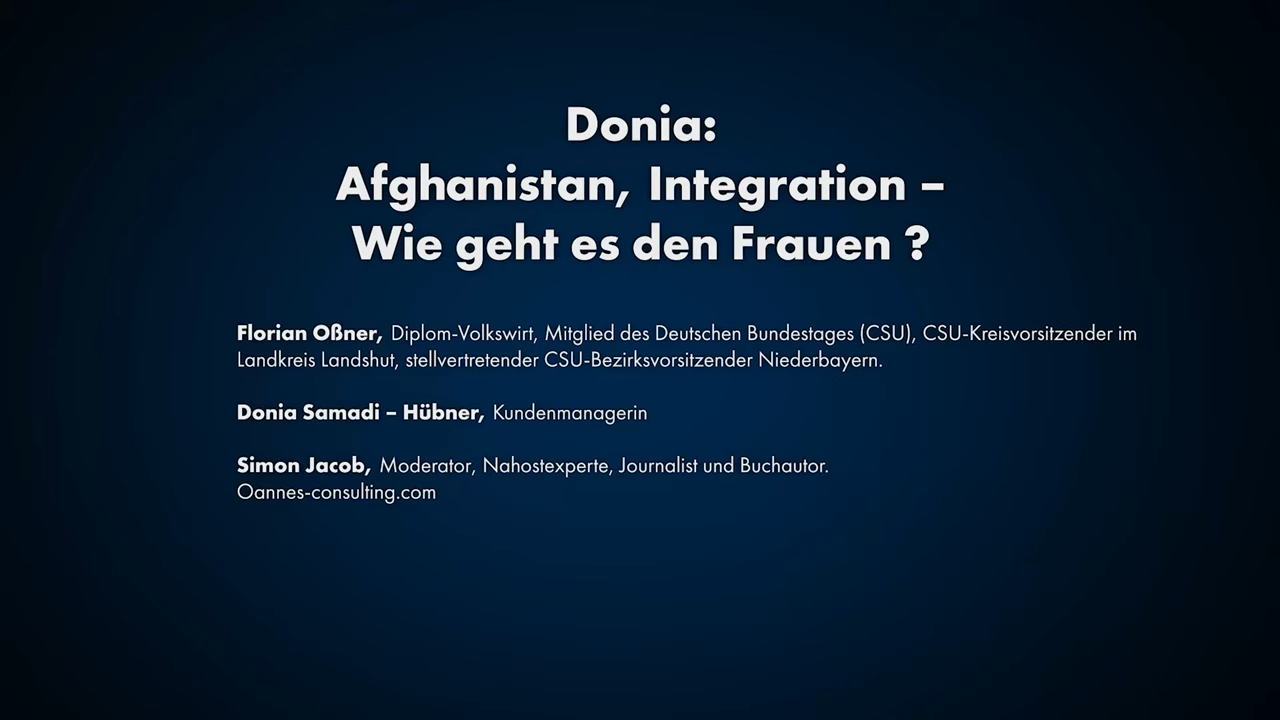 Donia:
Afghanistan, Integration –
Wie geht es den Frauen ?
Florian Oßner, Diplom-Volkswirt, Mitglied des Deutschen Bundestages (CSU), CSU-Kreisvorsitzender im
Landkreis Landshut, stellvertretender CSU-Bezirksvorsitzender Niederbayern.
Donia Samadi – Hübner, Kundenmanagerin
Simon Jacob, Moderator, Nahostexperte, Journalist und Buchautor.
Oannes-consulting.com